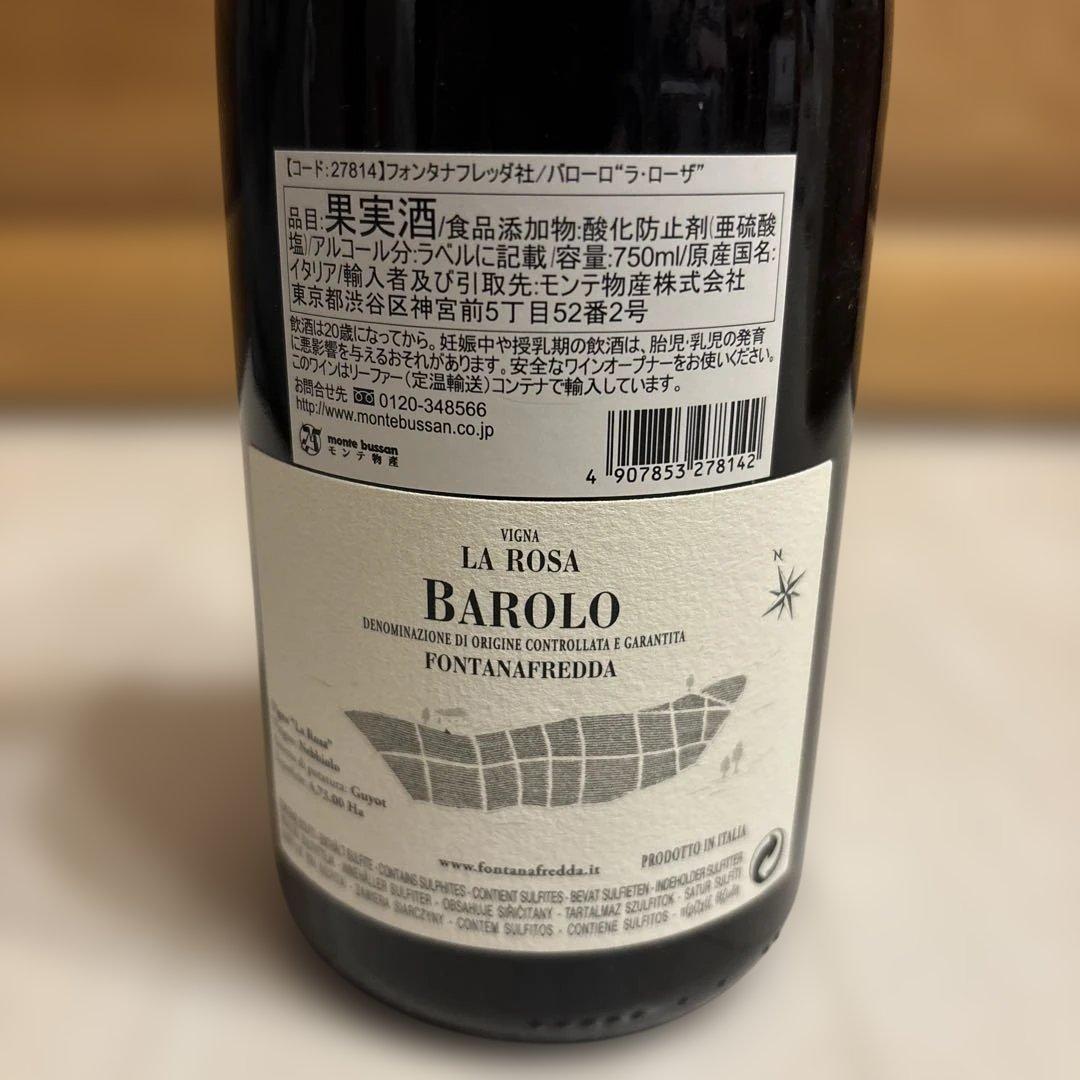 【コード:27814】フォンタナフレッダ社/バローロ“ラ・ローザ”
品目:果実酒/食品添加物:酸化防止剤(亜硫酸
塩)/アルコール分:ラベルに記載/容量:750ml/原産国名:
イタリア/輸入者及び引取先:モンテ物産株式会社
東京都渋谷区神宮前5丁目52番2号
飲酒は20歳になってから。妊娠中や授乳期の飲酒は、胎児・乳児の発育
に悪影響を与えるおそれがあります。安全なワインオープナーをお使いください。
このワインはリーファー(定温輸送)コンテナで輸入しています。
お問合せ先 0120-348566
http://www.montebussan.co.jp
monte bussan
モンテ物産
4 907853 278142
VIGNA
LA ROSA
BAROLO
DENOMINAZIONE DI ORIGINE CONTROLLATA E GARANTITA
FONTANAFREDDA
N
"La Rosa"
Nebbiolo
di potatura: Guyot
Ha
www.fontanafredda.it
PRODOTTO IN ITALIA
CONTAINS SULPHITES - CONTIENT SULFITES - BEVAT SULFIETEN - INDEHOLDER SULFITTER
SULFITER - OBSAHUJE SIŘIČITANY - TARTALMAZ SZULFITOK - SATUR SULFITI
SIARCZYNY - CONTEM SULFITOS - CONTIENE SULFITOS